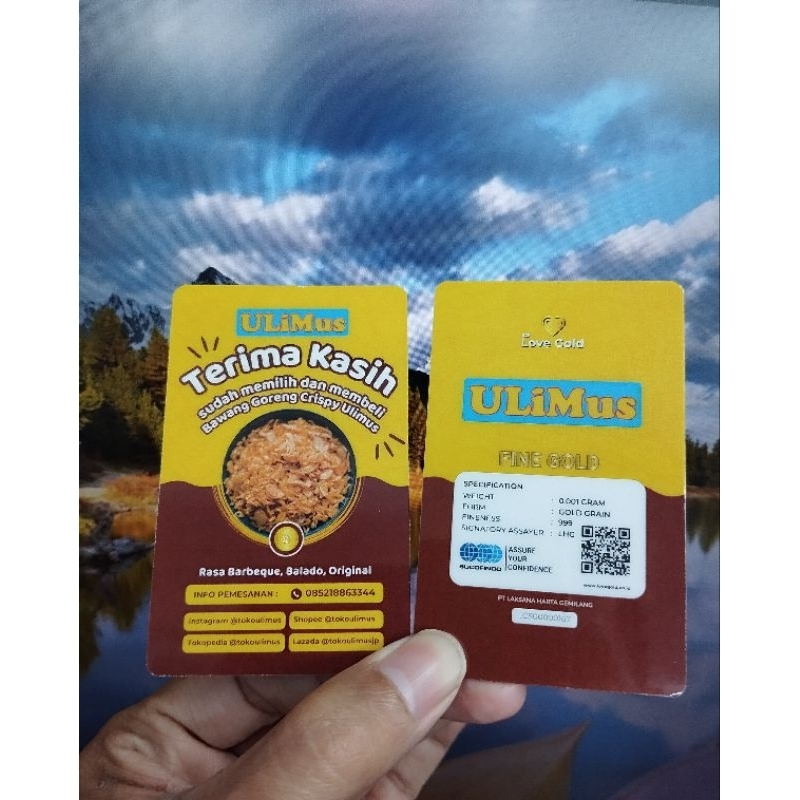 ULiMus
Terima Kasih
sudah memilih dan membeli
Bawang Goreng Crispy Ulimus
Rasa Barbeque, Balado, Original
INFO PEMESANAN : 085218863344
Instagram @tokoulimus
Shopee @tokoulimus
Tokopedia @tokoulimus
Lazada @tokoulimusjp
Love Gold
ULiMus
FINE GOLD
SPECIFICATION
WEIGHT : 0.001 GRAM
FORM : GOLD GRAIN
FINENESS : 999
SIGNATORY ASSAYER : LHG
SUCOFINDO
ASSURE
YOUR
CONFIDENCE
PT LAKSANA HARTA GEMILANG